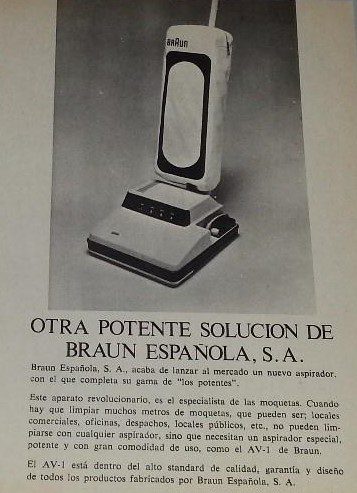 BRAUN
OTRA POTENTE SOLUCION DE
BRAUN ESPAÑOLA, S. A.
Braun Española, S. A., acaba de lanzar al mercado un nuevo aspirador,
con el que completa su gama de "los potentes".
Este aparato revolucionario, es el especialista de las moquetas. Cuando
hay que limpiar muchos metros de moquetas, que pueden ser; locales
comerciales, oficinas, despachos, locales públicos, etc., no pueden lim-
piarse con cualquier aspirador, sino que necesitan un aspirador especial,
potente y con gran comodidad de uso, como el AV-1 de Braun.
El AV-1 está dentro del alto standard de calidad, garantía y diseño
de todos los productos fabricados por Braun Española, S. A.